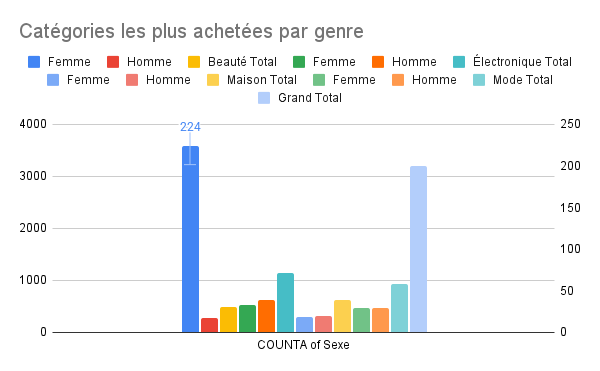 Catégories les plus achetées par genre
Femme Homme Beauté Total Femme Homme Électronique Total
Femme Homme Maison Total Femme Homme Mode Total
Grand Total
224
4000 250
3000 200
2000 150
1000 100
0 50
0
COUNTA of Sexe